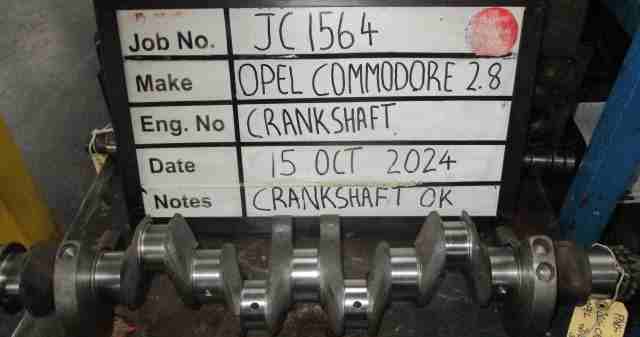 Job No. JC1564
Make OPEL COMMODORE 2.8
Eng. No CRANKSHAFT.
Date 15 OCT 2024
Notes CRANKSHAFT OK